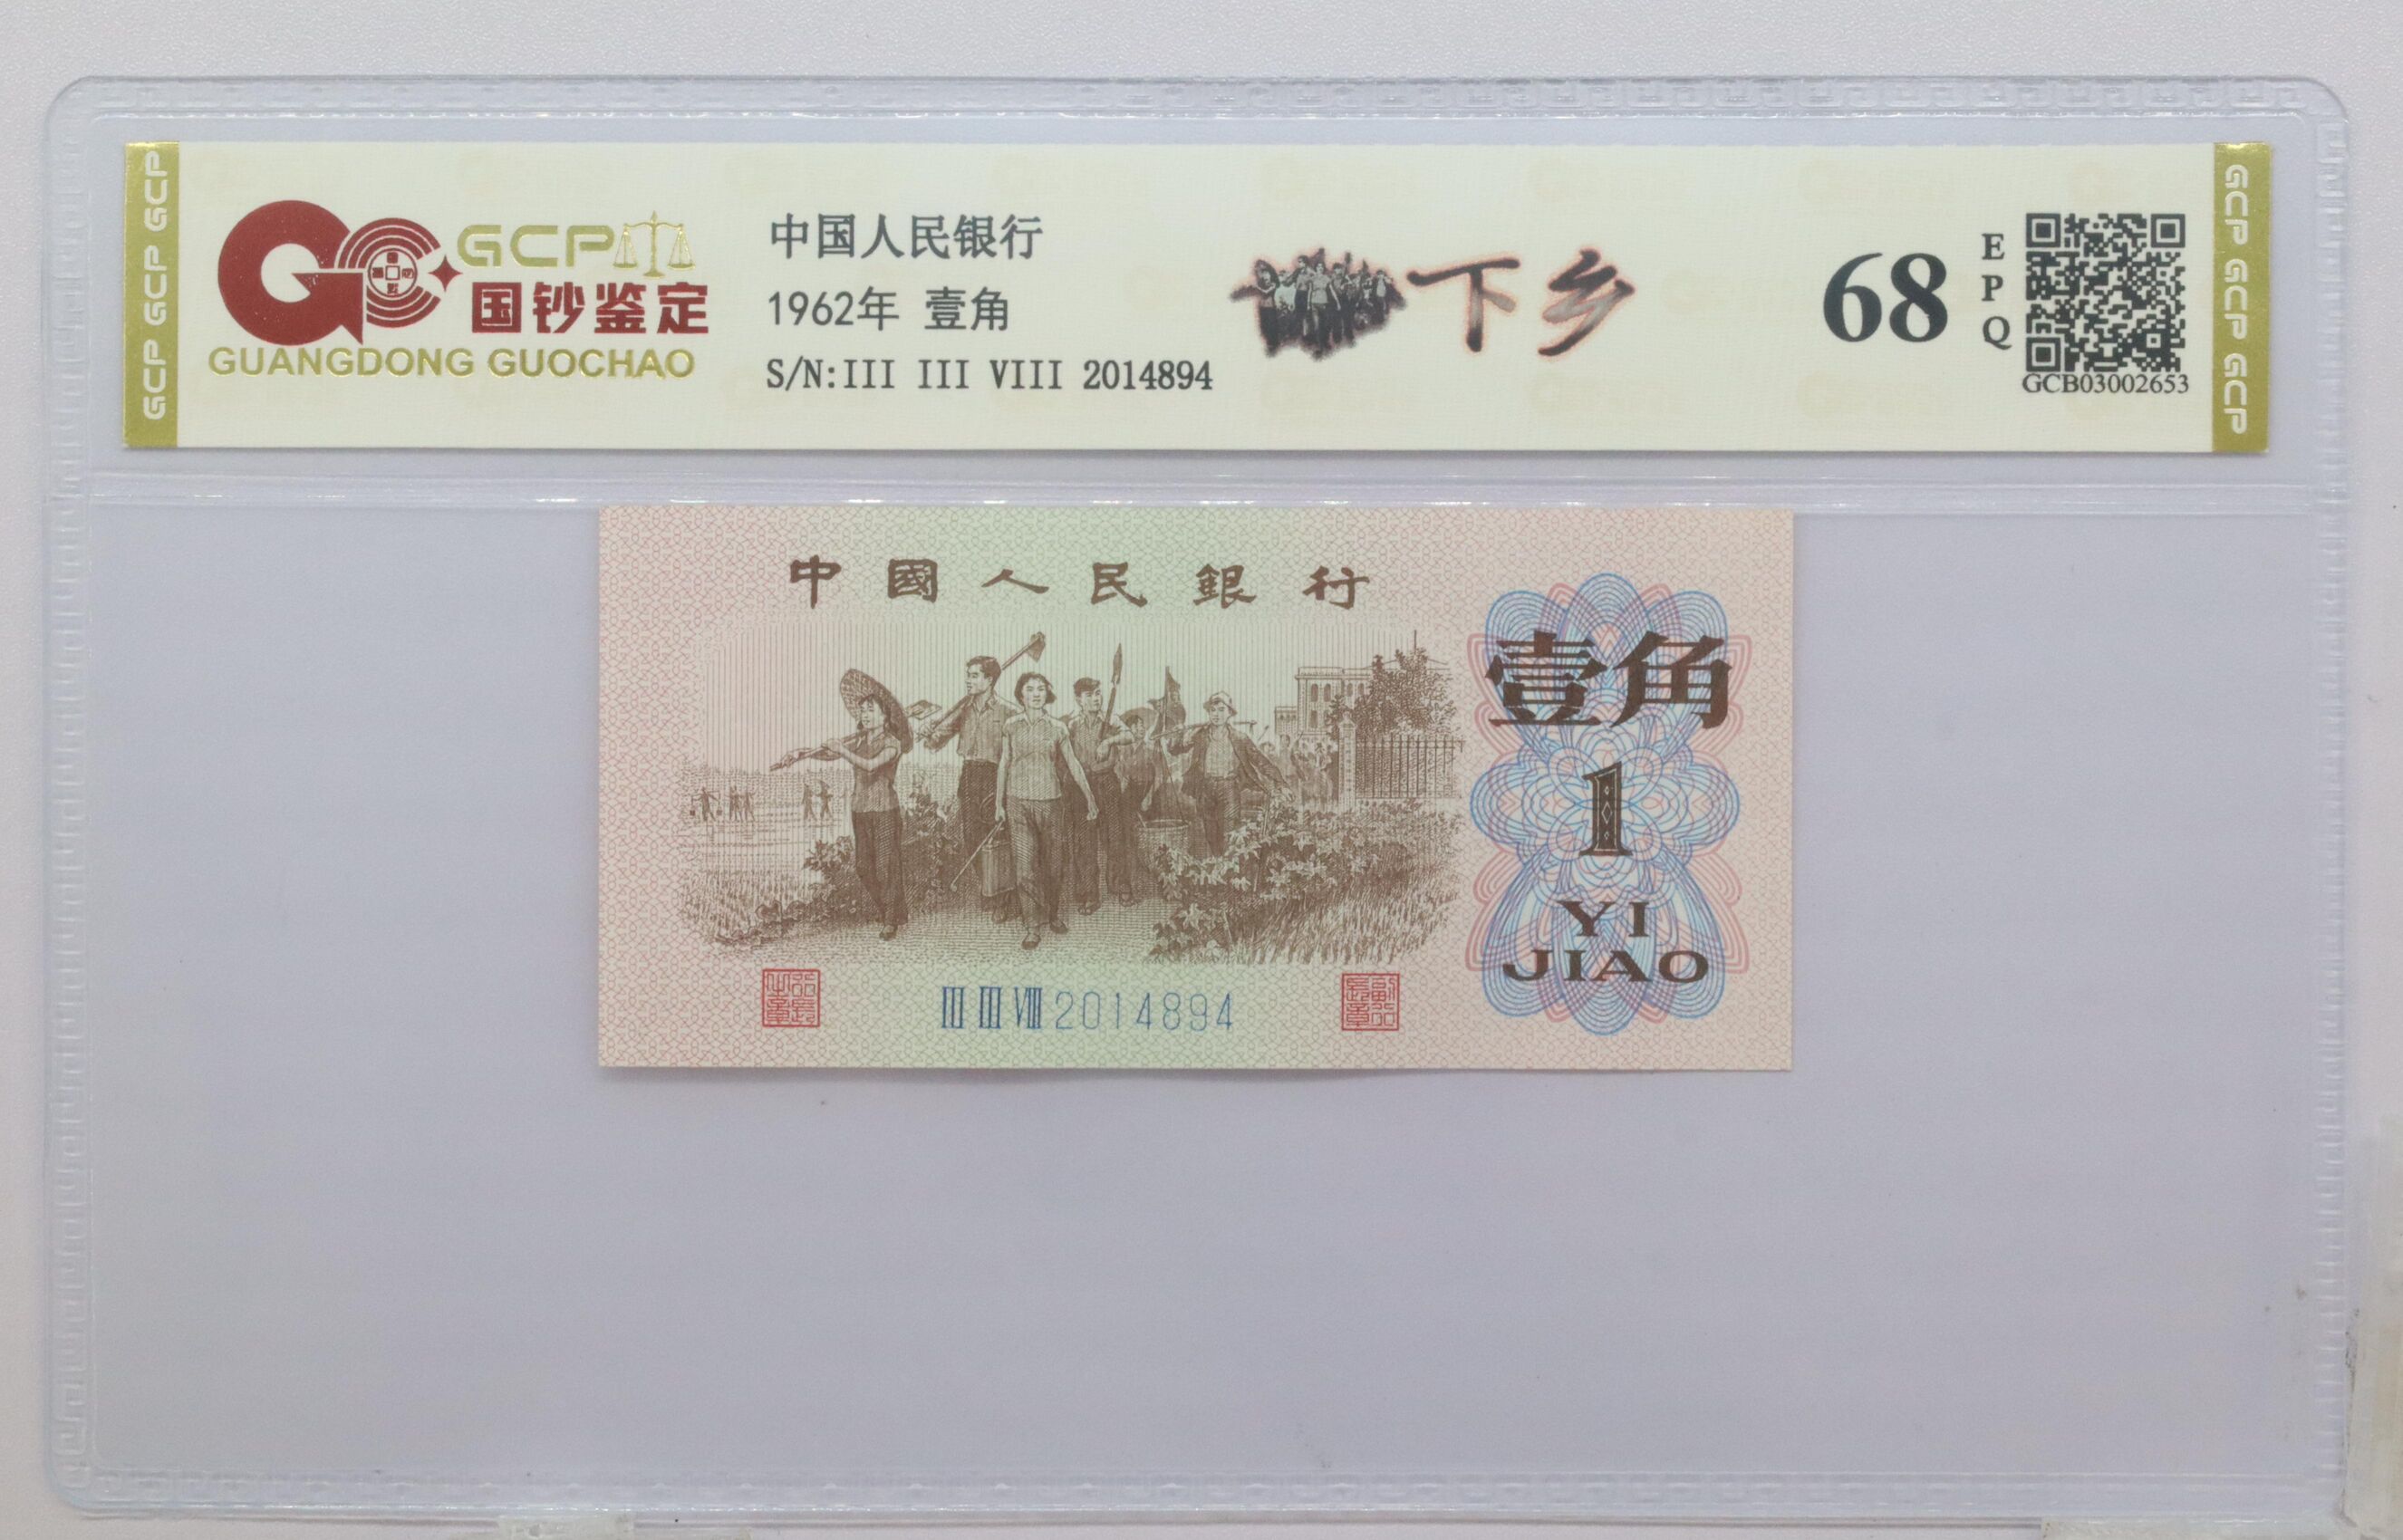 GCP GCP GCP
GCP
国钞鉴定
GUANGDONG GUOCHAO
中国人民银行
1962年 壹角
S/N:III III VIII 2014894
下乡
68
EPQ
GCB03002653
GCP GCP GCP
中國人民銀行
壹角
1
YI
JIAO
III III VIII 2014894